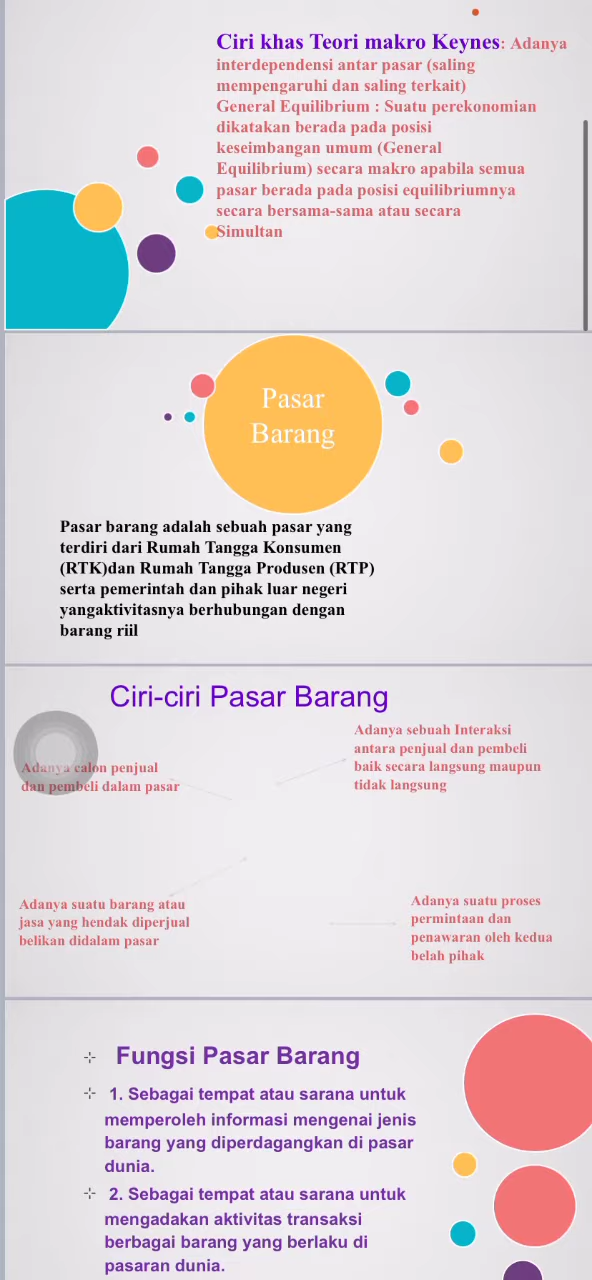 Ciri khas Teori makro Keynes: Adanya
interdependensi antar pasar (saling
mempengaruhi dan saling terkait)
General Equilibrium : Suatu perekonomian
dikatakan berada pada posisi
keseimbangan umum (General
Equilibrium) secara makro apabila semua
pasar berada pada posisi equilibriumnya
secara bersama-sama atau secara
Simultan
Pasar
Barang
Pasar barang adalah sebuah pasar yang
terdiri dari Rumah Tangga Konsumen
(RTK)dan Rumah Tangga Produsen (RTP)
serta pemerintah dan pihak luar negeri
yangaktivitasnya berhubungan dengan
barang riil
Ciri-ciri Pasar Barang
Adanya calon penjual
dan pembeli dalam pasar
Adanya sebuah Interaksi
antara penjual dan pembeli
baik secara langsung maupun
tidak langsung
Adanya suatu barang atau
jasa yang hendak diperjual
belikan didalam pasar
Adanya suatu proses
permintaan dan
penawaran oleh kedua
belah pihak
Fungsi Pasar Barang
1. Sebagai tempat atau sarana untuk
memperoleh informasi mengenai jenis
barang yang diperdagangkan di pasar
dunia.
2. Sebagai tempat atau sarana untuk
mengadakan aktivitas transaksi
berbagai barang yang berlaku di
pasaran dunia.